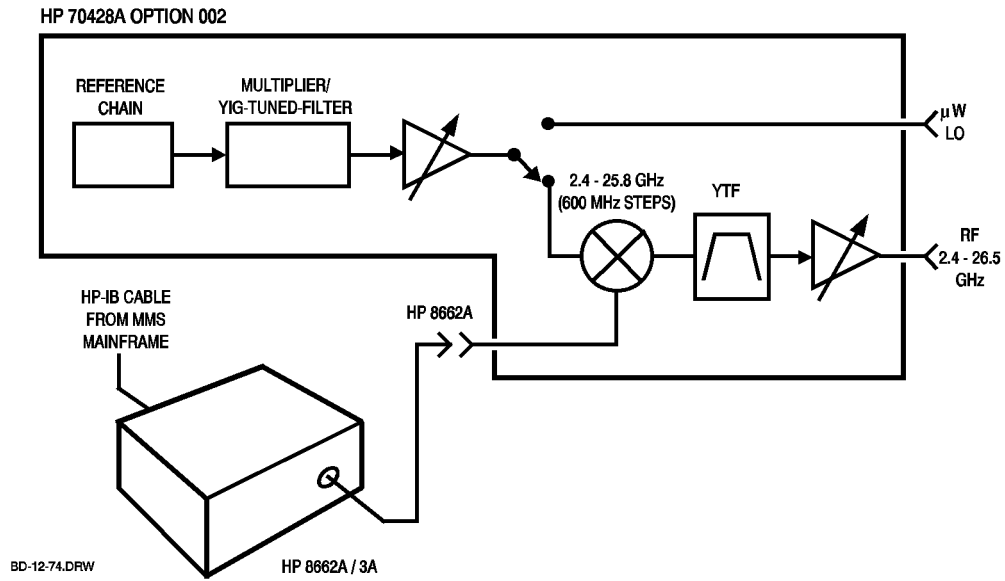 HP 70428A OPTION 002
REFERENCE
CHAIN
MULTIPLIER/
YIG-TUNED-FILTER
µW
LO
2.4 - 25.8 GHz
(600 MHz STEPS)
YTF
RF
2.4 - 26.5
GHz
HP-IB CABLE
FROM MMS
MAINFRAME
HP 8662A
HP 8662A / 3A
BD-12-74.DRW